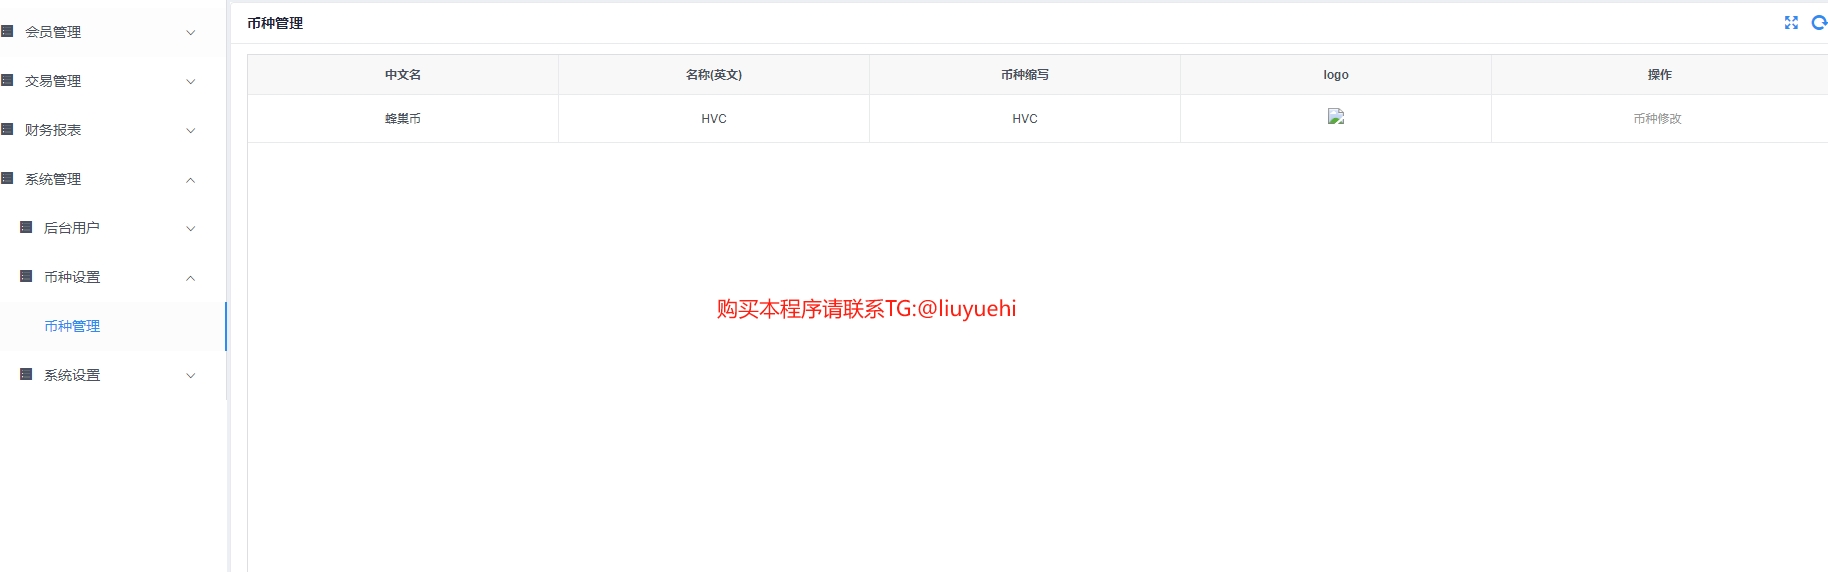 币种管理
会员管理
交易管理
财务报表
系统管理
后台用户
币种设置
币种管理
系统设置
中文名 名称(英文) 币种缩写 logo 操作
蜂巢币 HVC HVC 币种修改
购买本程序请联系TG:@liuyuehi